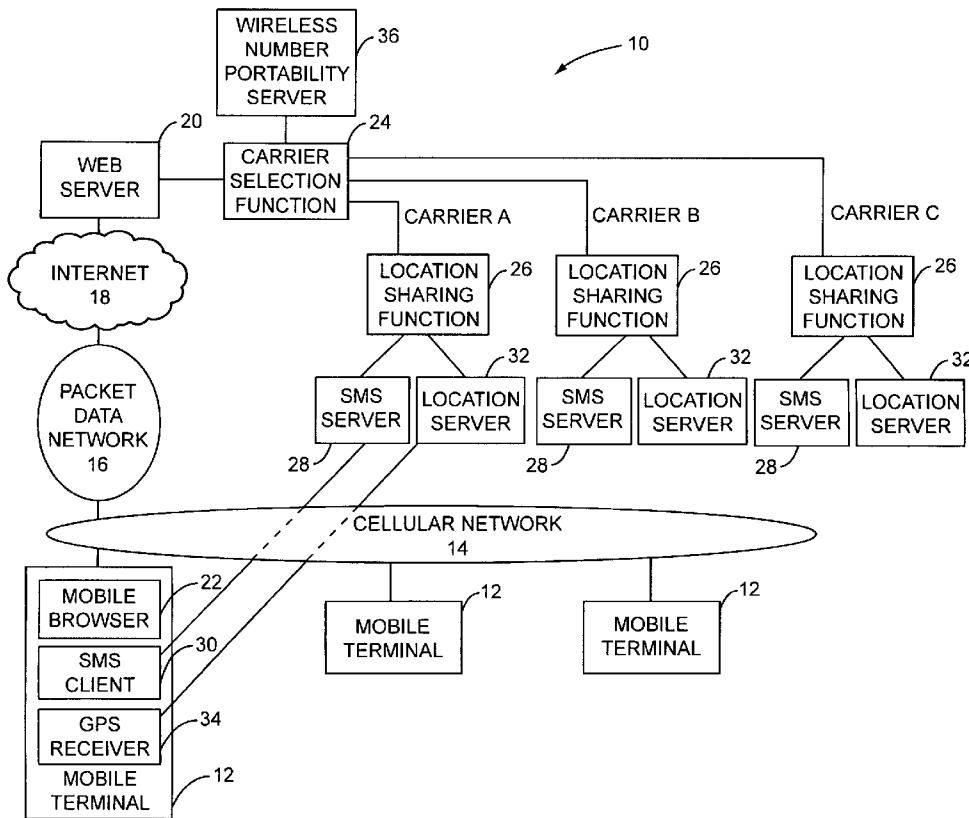 WIRELESS
NUMBER
PORTABILITY
SERVER
36
10
20
WEB
SERVER
24
CARRIER
SELECTION
FUNCTION
CARRIER A
CARRIER B
CARRIER C
INTERNET
18
LOCATION
SHARING
FUNCTION
26
LOCATION
SHARING
FUNCTION
26
LOCATION
SHARING
FUNCTION
26
PACKET
DATA
NETWORK
16
SMS
SERVER
28
32
LOCATION
SERVER
SMS
SERVER
28
32
LOCATION
SERVER
SMS
SERVER
28
32
LOCATION
SERVER
CELLULAR NETWORK
14
22
MOBILE
BROWSER
SMS
CLIENT
30
GPS
RECEIVER
34
MOBILE
TERMINAL
12
12
MOBILE
TERMINAL
12
MOBILE
TERMINAL